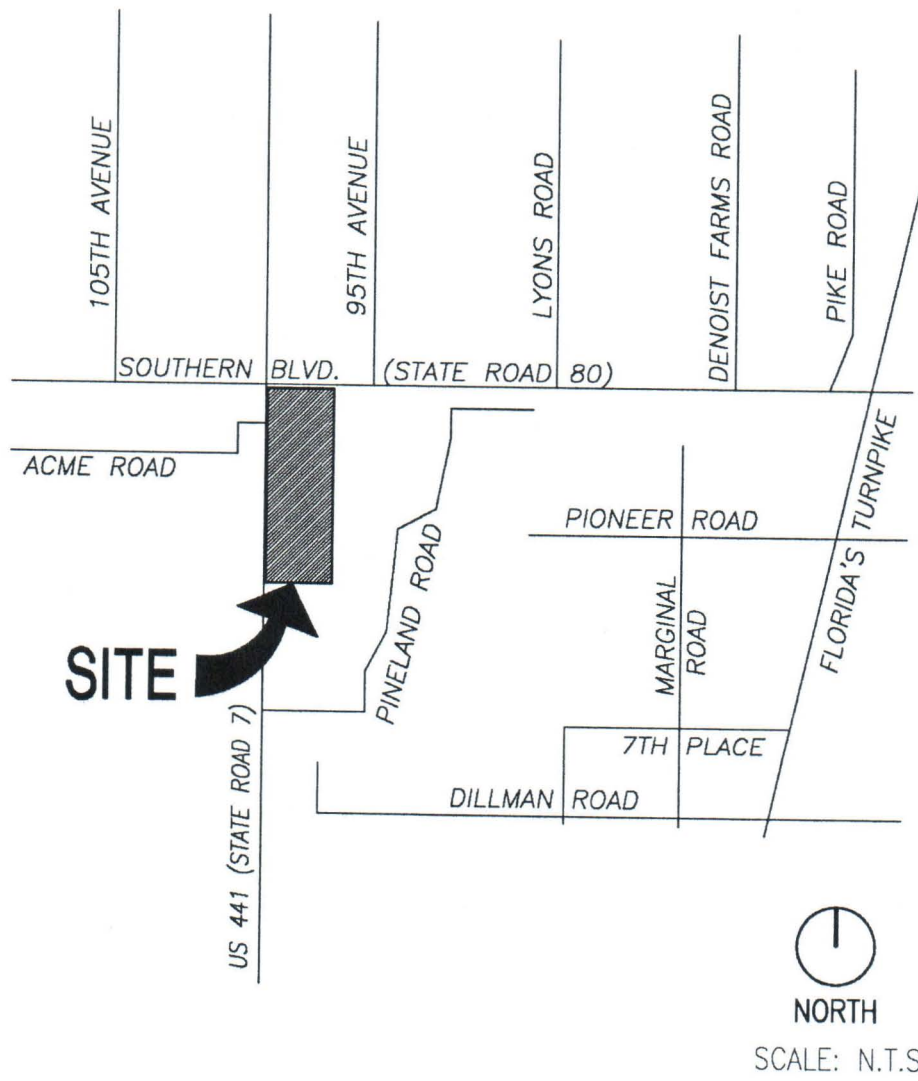 105TH AVENUE
95TH AVENUE
LYONS ROAD
DENOIST FARMS ROAD
PIKE ROAD
SOUTHERN BLVD. (STATE ROAD 80)
ACME ROAD
PINELAND ROAD
PIONEER ROAD
MARGINAL
ROAD
FLORIDA'S TURNPIKE
SITE
US 441 (STATE ROAD 7)
7TH PLACE
DILLMAN ROAD
NORTH
SCALE: N.T.S